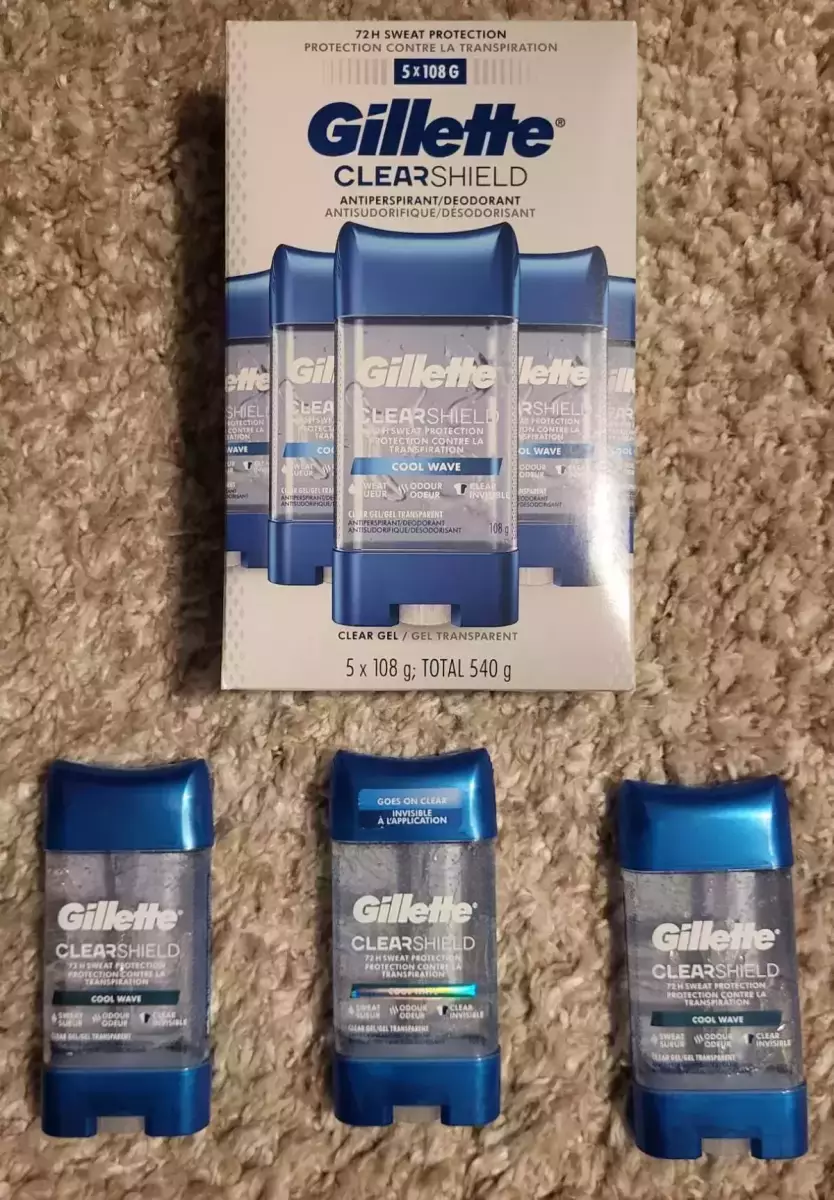 72 H SWEAT PROTECTION
PROTECTION CONTRE LA TRANSPIRATION
5 x 108 G
Gillette®
CLEARSHIELD
ANTIPERSPIRANT/DEODORANT
ANTISUDORIFIQUE/DÉSODORISANT
Gillette
CLEARSHIELD
72 H SWEAT PROTECTION
PROTECTION CONTRE LA
TRANSPIRATION
COOL WAVE
SWEAT ODOUR CLEAR
SUEUR ODEUR INVISIBLE
CLEAR GEL/GEL TRANSPARENT
ANTIPERSPIRANT/DEODORANT
ANTISUDORIFIQUE/DÉSODORISANT
108 g
CLEAR GEL / GEL TRANSPARENT
5 x 108 g; TOTAL 540 g
Gillette
CLEARSHIELD
72 H SWEAT PROTECTION
PROTECTION CONTRE LA
TRANSPIRATION
COOL WAVE
SWEAT ODOUR CLEAR
SUEUR ODEUR INVISIBLE
CLEAR GEL/GEL TRANSPARENT
GOES ON CLEAR
INVISIBLE
À L'APPLICATION
Gillette
CLEARSHIELD
72 H SWEAT PROTECTION
PROTECTION CONTRE LA
TRANSPIRATION
COOL WAVE
SWEAT ODOUR CLEAR
SUEUR ODEUR INVISIBLE
CLEAR GEL/GEL TRANSPARENT
Gillette
CLEARSHIELD
72 H SWEAT PROTECTION
PROTECTION CONTRE LA
TRANSPIRATION
COOL WAVE
SWEAT ODOUR CLEAR
SUEUR ODEUR INVISIBLE
CLEAR GEL/GEL TRANSPARENT